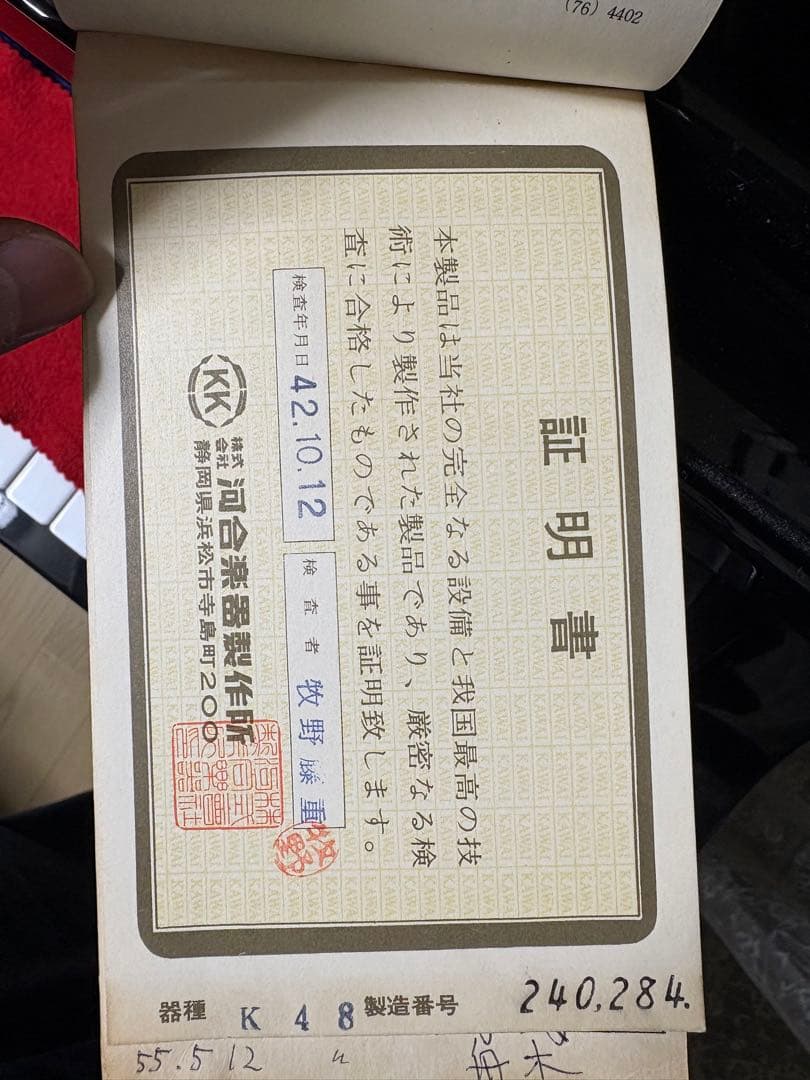 (76) 4402
証明書
本製品は当社の完全なる設備と我国最高の技
術により製作された製品であり、厳密なる検
査に合格したものである事を証明致します。
検査年月日 42.10.12
検査者 牧野藤重
牧野
KK
株式会社 河合楽器製作所
静岡県浜松市寺島町200
器種 K48 製造番号 240,284.
55.5 12 〃